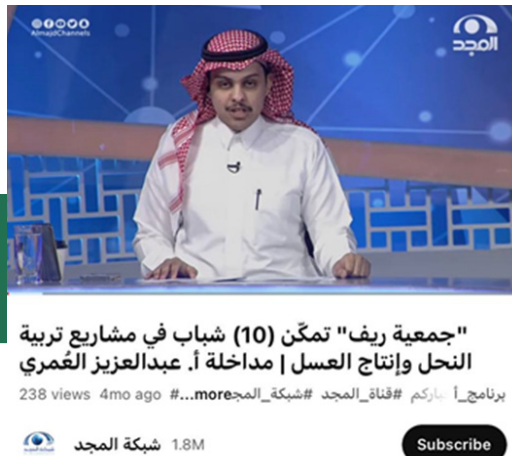 AlmajdChannels
المجد
"جمعية ريف" تمكّن (10) شباب في مشاريع تربية
النحل وإنتاج العسل | مداخلة أ. عبدالعزيز العُمري
238 views 4mo ago #...more برنامج_أ باركم #قناة_المجد #شبكة_المجد
شبكة المجد 1.8M
Subscribe